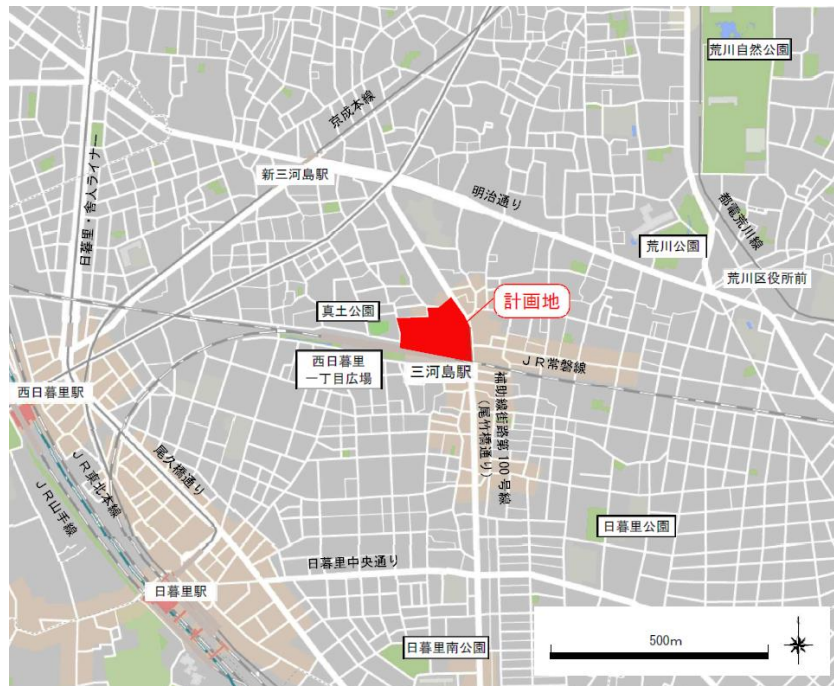 荒川自然公園
京成本線
日暮里・舎人ライナー
新三河島駅
明治通り
都電荒川線
荒川公園
荒川区役所前
真土公園
計画地
西日暮里
一丁目広場
三河島駅
JR常磐線
西日暮里駅
補助線街路第100号線
（尾竹橋通り）
尾久橋通り
JR東北本線
JR山手線
日暮里公園
日暮里中央通り
日暮里駅
日暮里南公園
500m